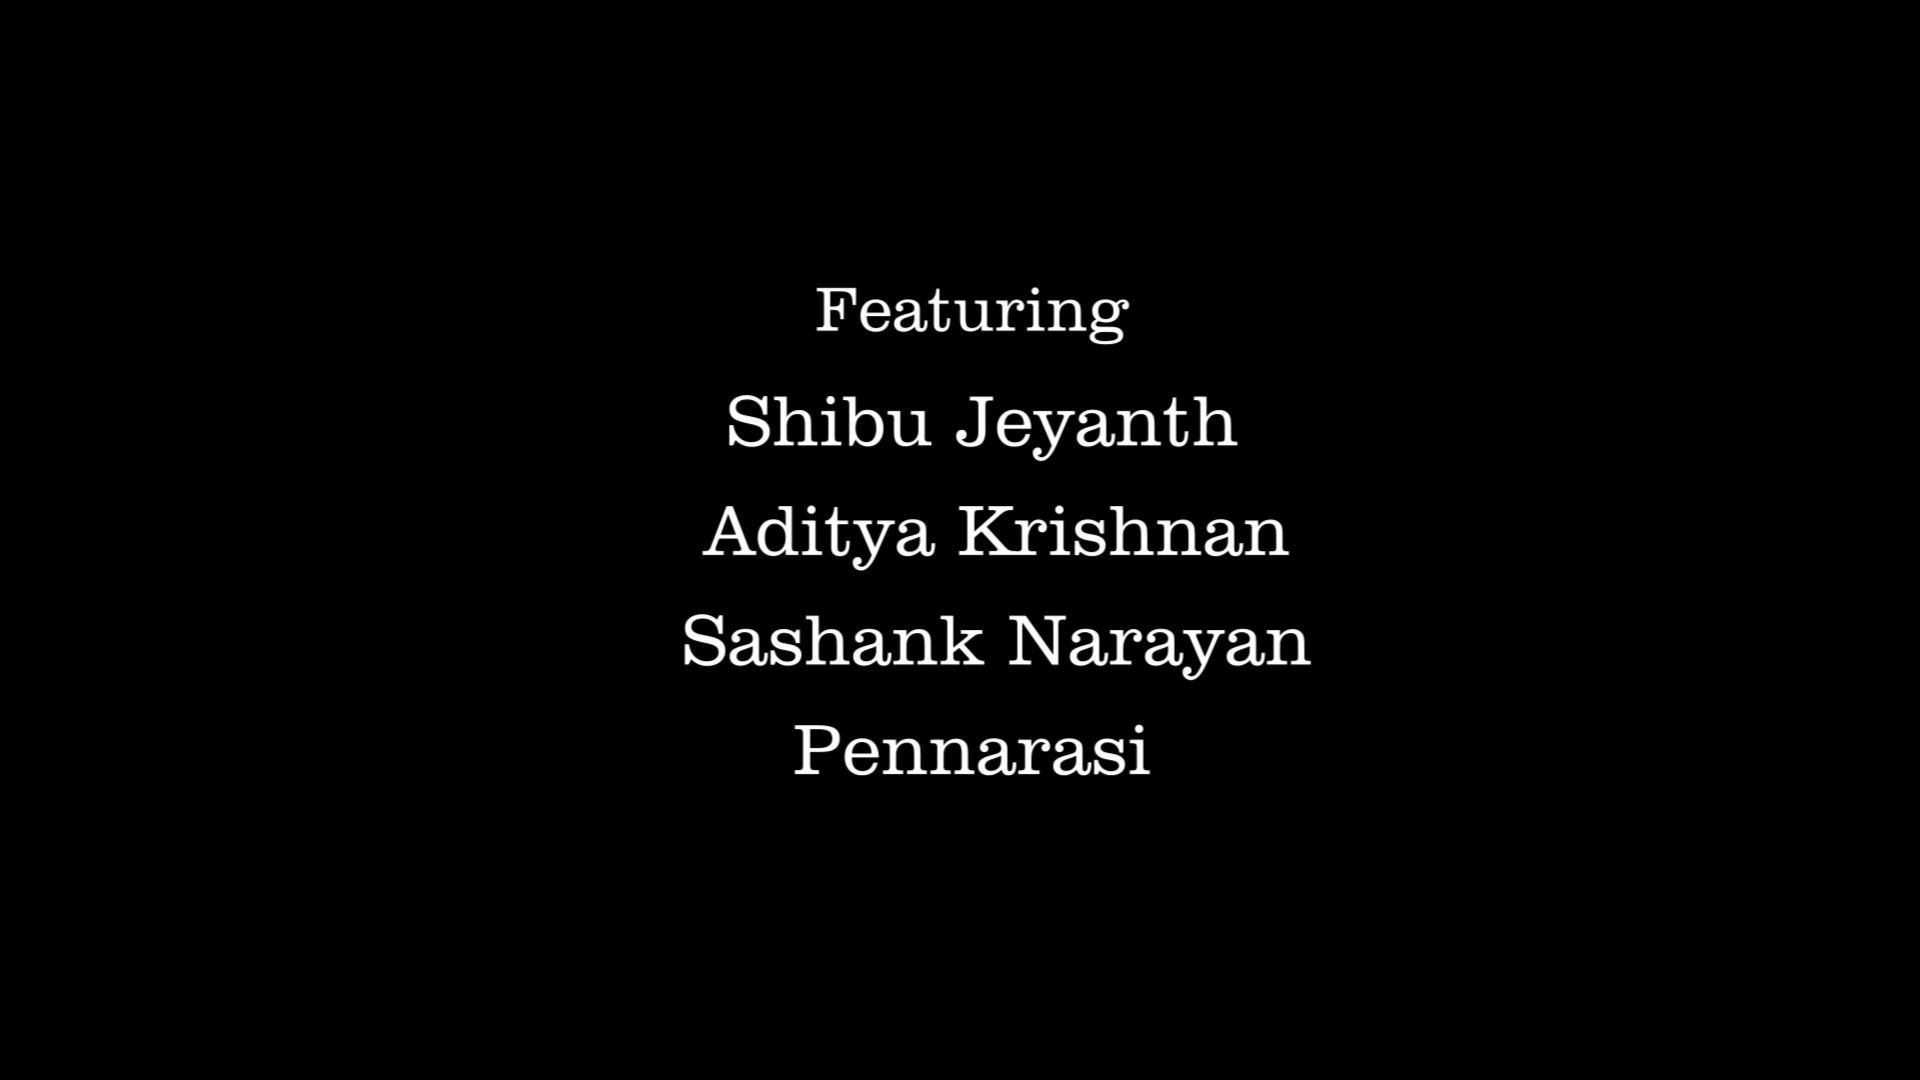 Featuring
Shibu Jeyanth
Aditya Krishnan
Sashank Narayan
Pennarasi